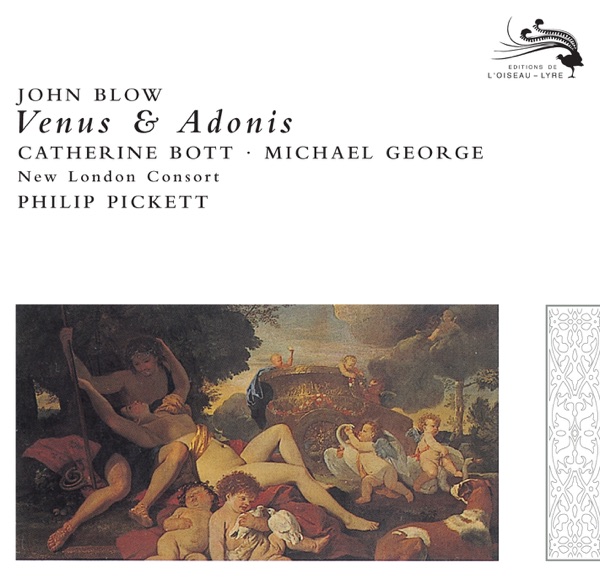 EDITIONS DE
L'OISEAU-LYRE
JOHN BLOW
Venus & Adonis
CATHERINE BOTT · MICHAEL GEORGE
New London Consort
PHILIP PICKETT